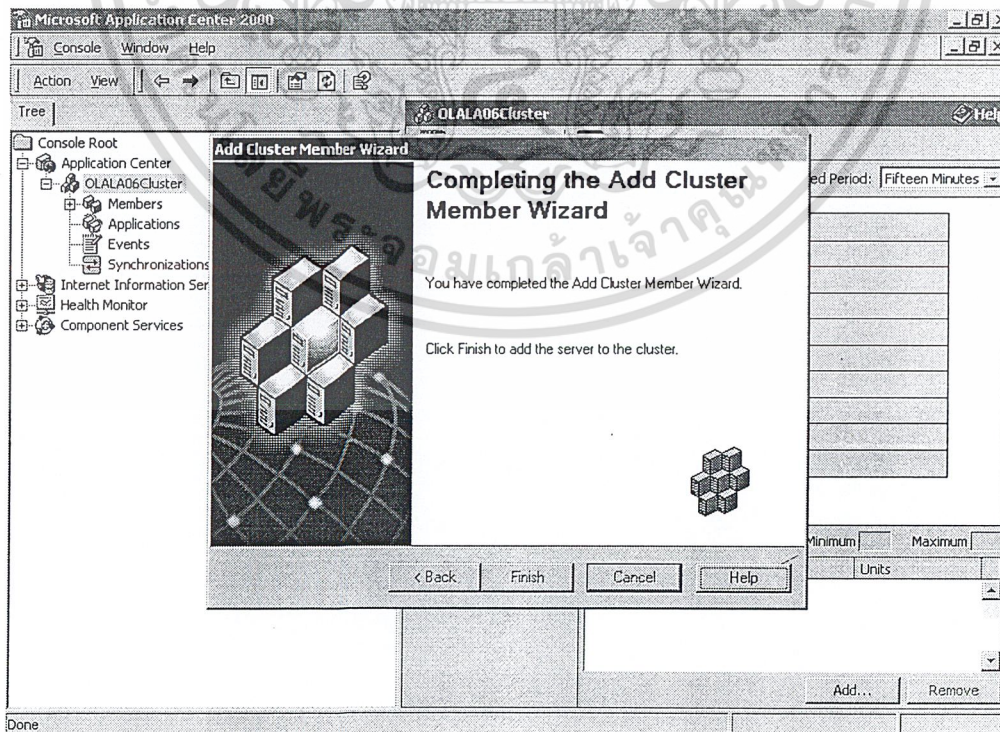 Microsoft Application Center 2000
Console Window Help
Action View
Tree
OLALA06Cluster
Help
Console Root
Application Center
OLALA06Cluster
Members
Applications
Events
Synchronizations
Internet Information Ser
Health Monitor
Component Services
Add Cluster Member Wizard
Completing the Add Cluster
Member Wizard
You have completed the Add Cluster Member Wizard.
Click Finish to add the server to the cluster.
< Back Finish Cancel Help
ed Period: Fifteen Minutes
Minimum Maximum
Units
Add... Remove
Done